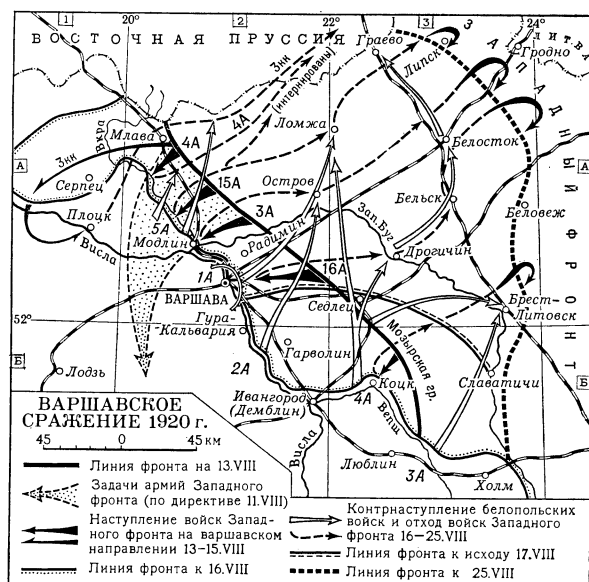 1 20° 2 22° 3 24°
ВОСТОЧНАЯ ПРУССИЯ
ЛИТВА
ЗАПАДНЫЙ ФРОНТ
Граево
Липск
Гродно
3кк
(интернированы)
4А
Млава
Вкра
4А
Ломжа
Белосток
А
3кк
15А
А
Серпец
Остров
3А
Бельск
Плоцк
5А
Беловеж
Висла
Модлин
Радимин
Зап.Буг
Дрогичин
1А
16А
ВАРШАВА
Седлец
Брест-
Литовск
52°
Гура-
Кальвария
Мозырская гр.
Гарволин
Б
Лодзь
2А
Коцк
Славатичи
Б
Ивангород
(Демблин)
4А
Вепш
Висла
Люблин
3А
Холм
ВАРШАВСКОЕ
СРАЖЕНИЕ 1920 г.
45 0 45 км
Линия фронта на 13.VIII
Задачи армий Западного
фронта (по директиве 11.VIII)
Наступление войск Запад-
ного фронта на варшавском
направлении 13-15.VIII
Линия фронта к 16.VIII
Контрнаступление белопольских
войск и отход войск Западного
фронта 16-25.VIII
Линия фронта к исходу 17.VIII
Линия фронта к 25.VIII